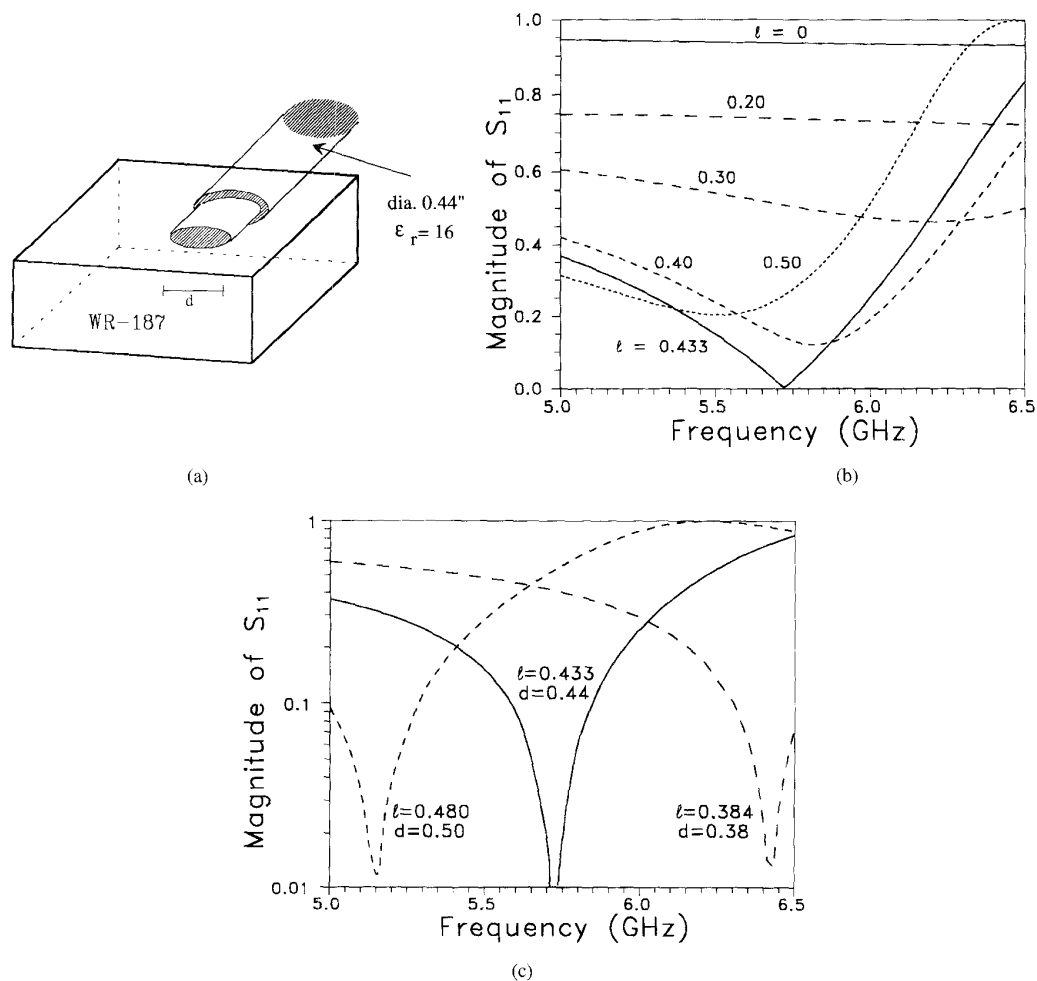 dia. 0.44"
ε r = 16
d
WR-187
(a)
Magnitude of S11
1.0
0.8
0.6
0.4
0.2
0.0
ℓ = 0
0.20
0.30
0.40
0.50
ℓ = 0.433
5.0
5.5
6.0
6.5
Frequency (GHz)
(b)
Magnitude of S11
1
0.1
0.01
ℓ=0.433
d=0.44
ℓ=0.480
d=0.50
ℓ=0.384
d=0.38
5.0
5.5
6.0
6.5
Frequency (GHz)
(c)